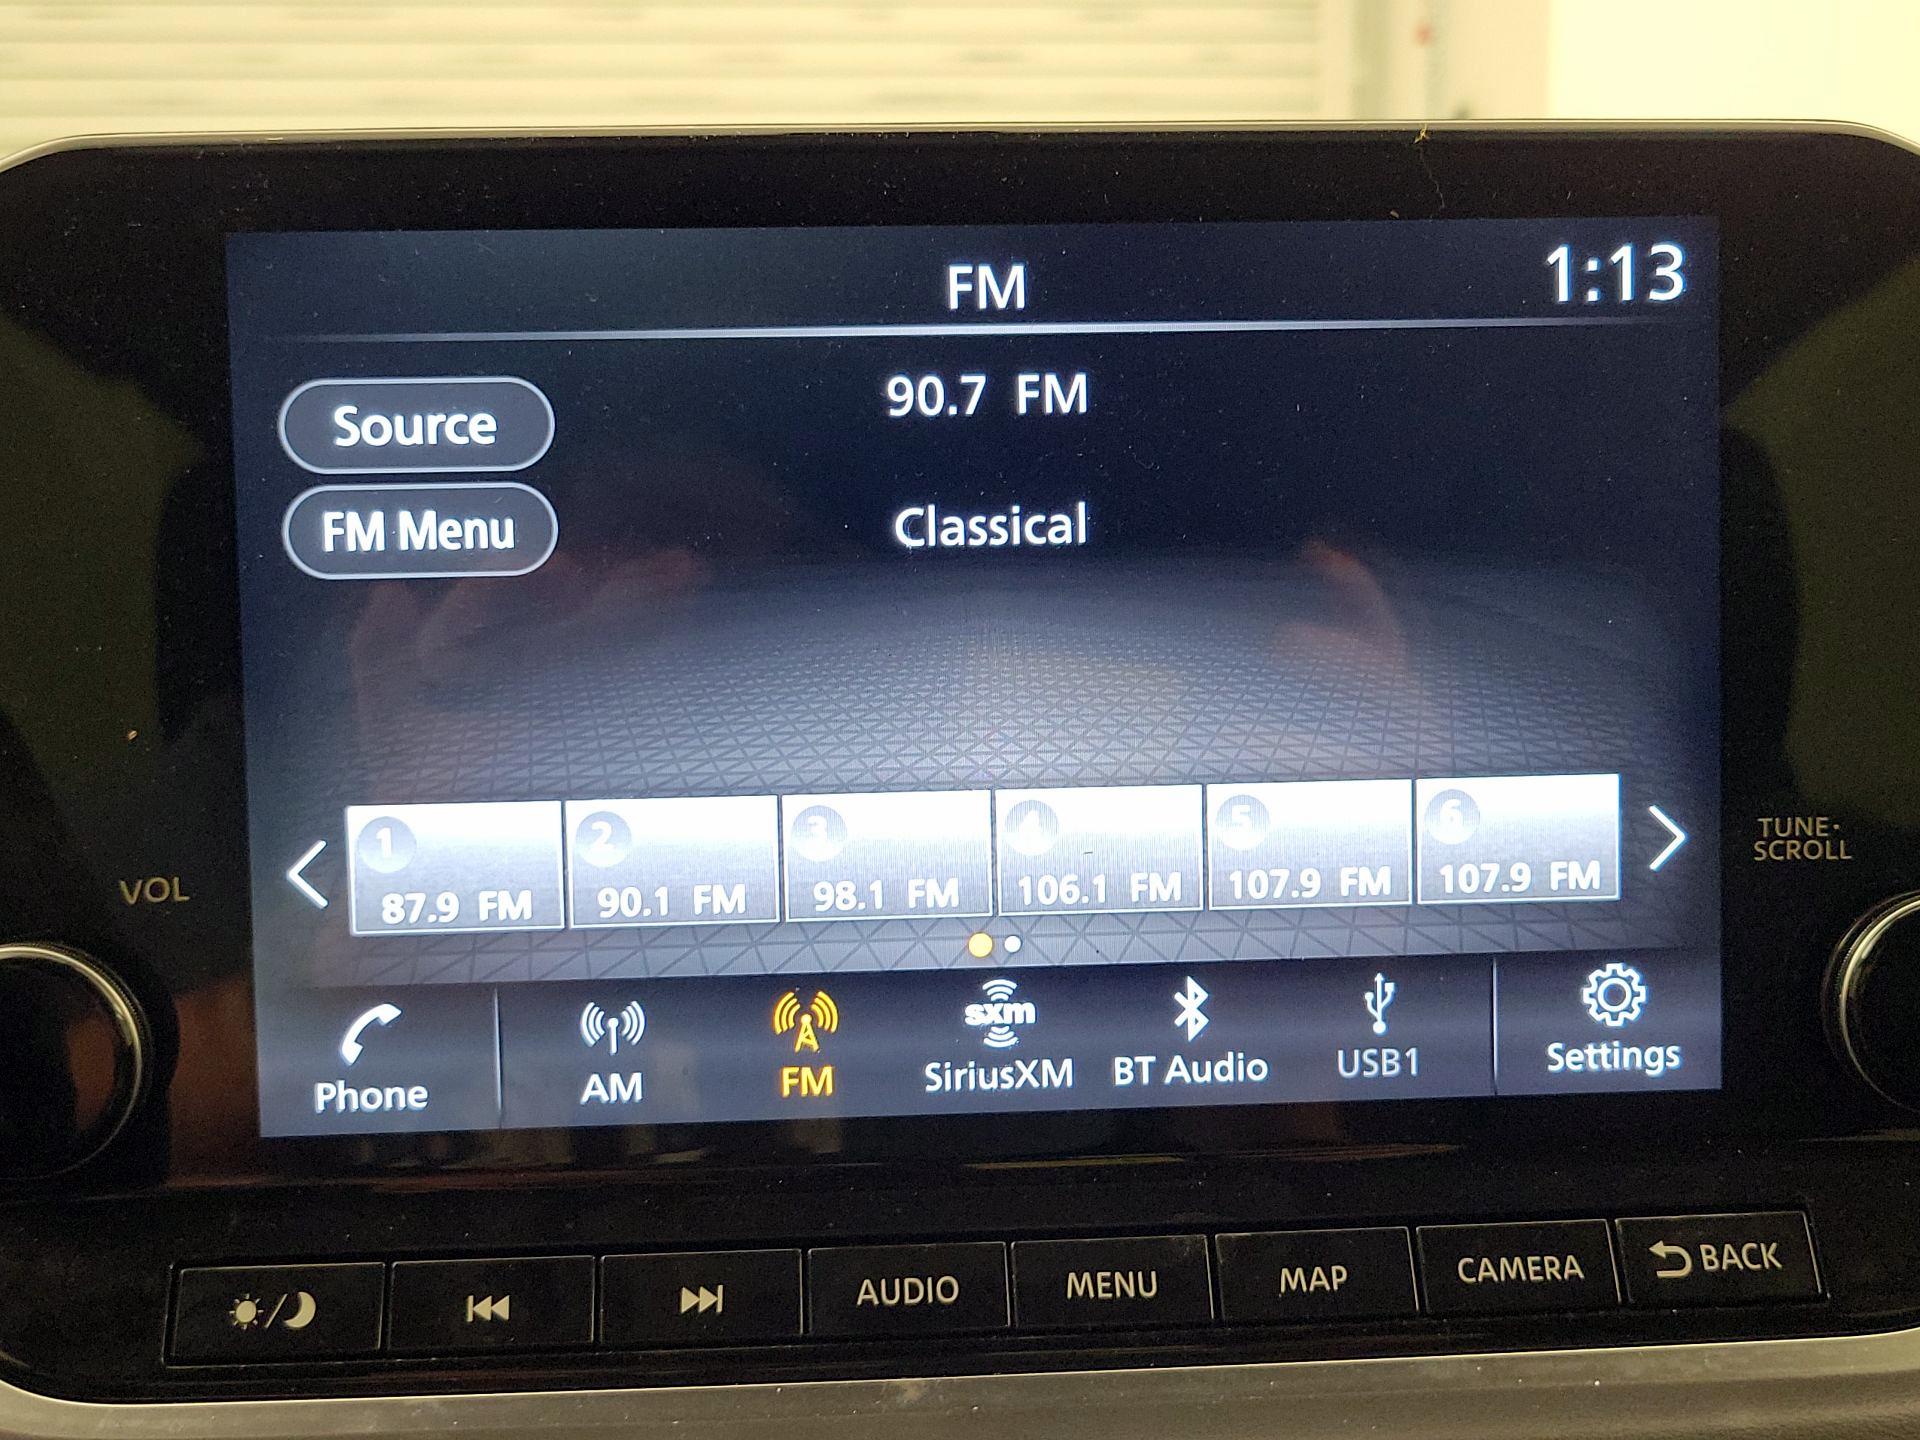 FM
1:13
90.7 FM
Source
Classical
FM Menu
1
2
3
4
5
6
87.9 FM
90.1 FM
98.1 FM
106.1 FM
107.9 FM
107.9 FM
VOL
TUNE·
SCROLL
sxm
Phone
AM
FM
SiriusXM
BT Audio
USB1
Settings
AUDIO
MENU
MAP
CAMERA
BACK